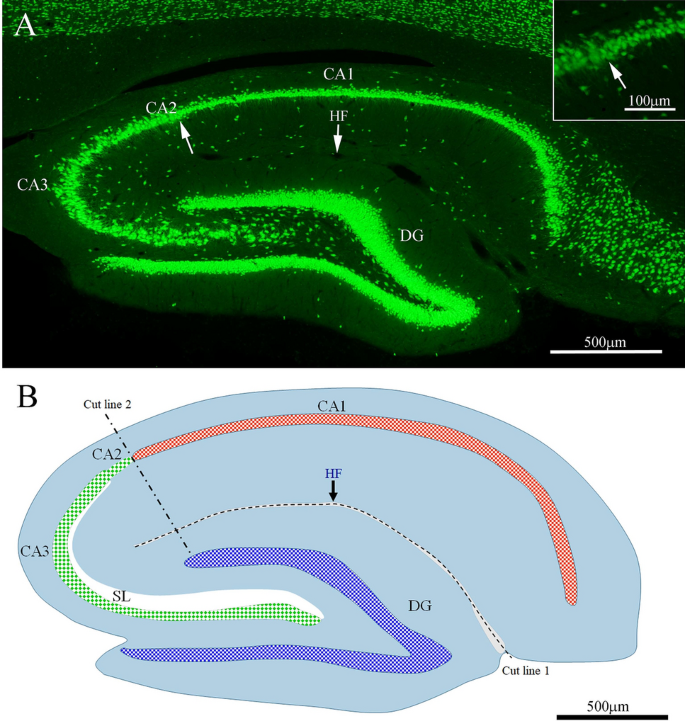 A
CA1
CA2
HF
100μm
CA3
DG
500μm
B
Cut line 2
CA1
CA2
HF
CA3
SL
DG
Cut line 1
500μm